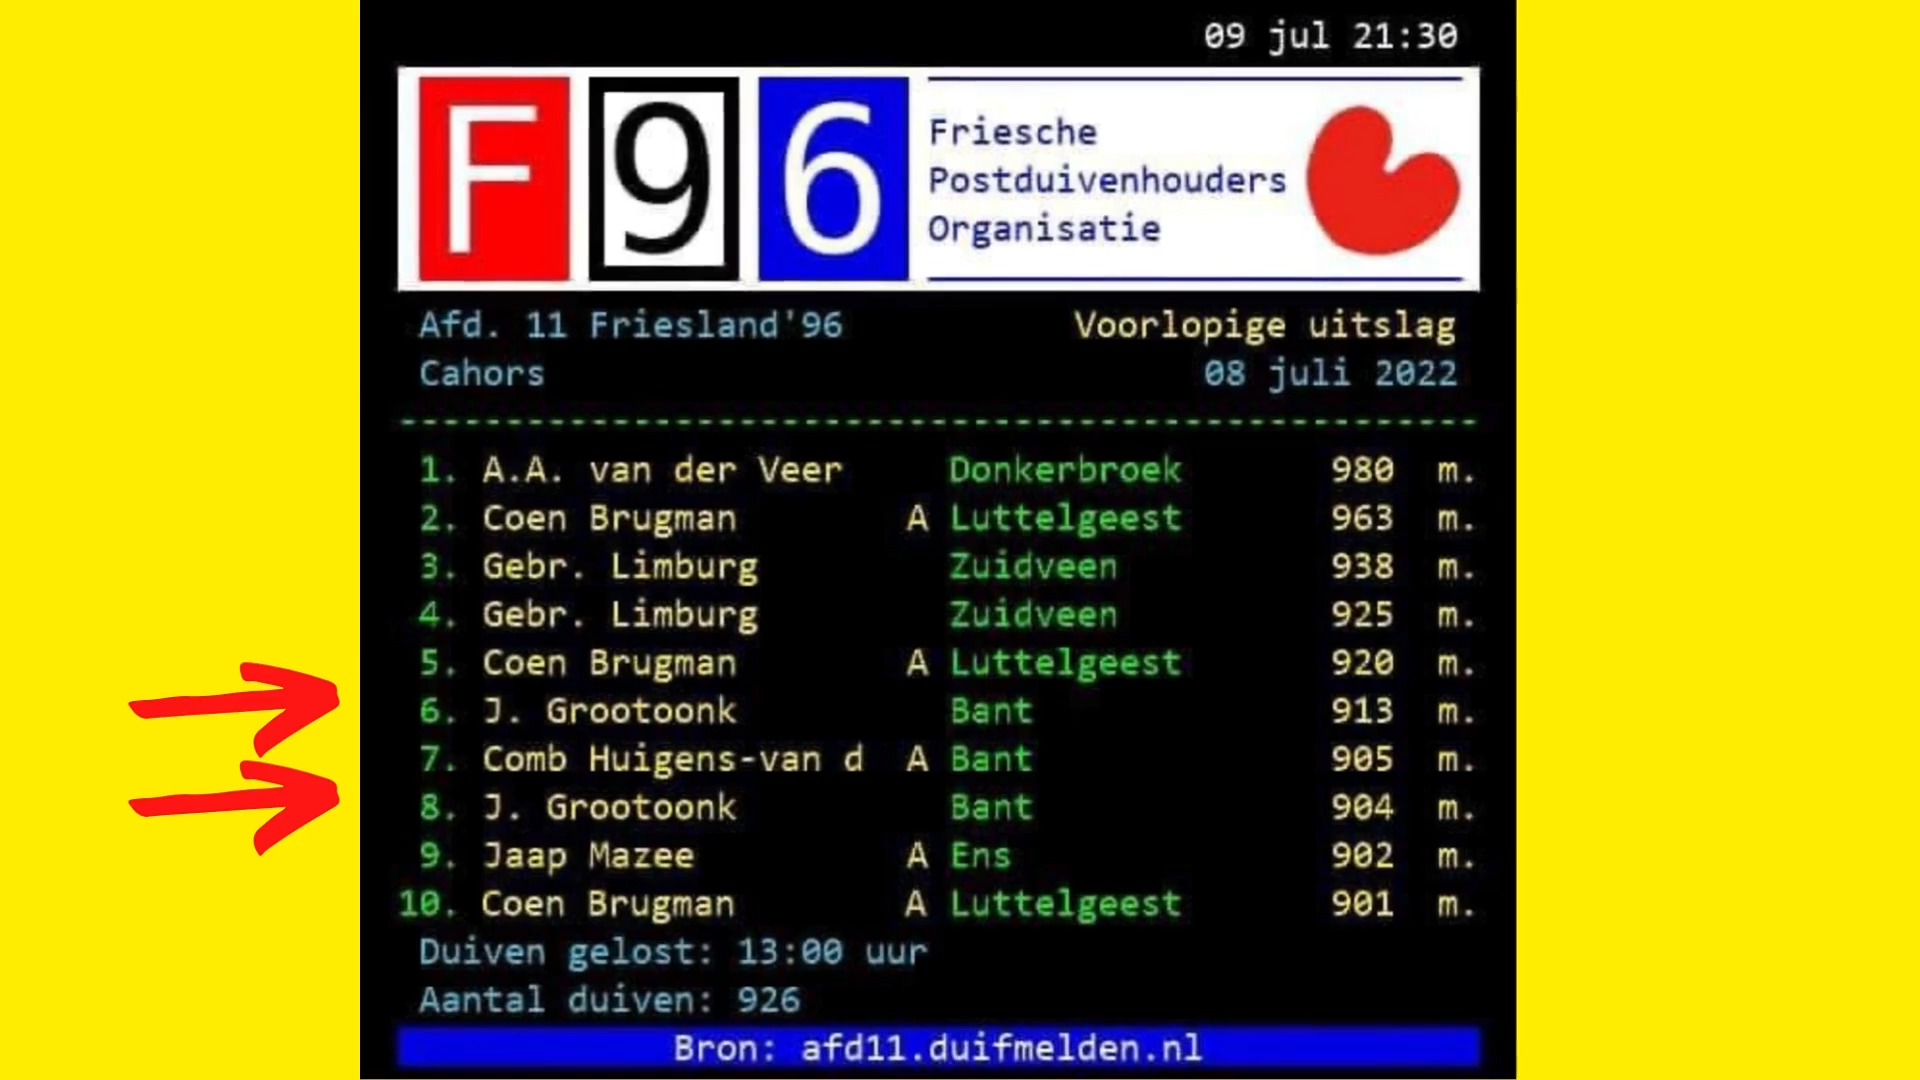 09 jul 21:30
F96
Friesche
Postduivenhouders
Organisatie
Afd. 11 Friesland'96 Voorlopige uitslag
Cahors 08 juli 2022
------------------------------------------------
1. A.A. van der Veer Donkerbroek 980 m.
2. Coen Brugman A Luttelgeest 963 m.
3. Gebr. Limburg Zuidveen 938 m.
4. Gebr. Limburg Zuidveen 925 m.
5. Coen Brugman A Luttelgeest 920 m.
6. J. Grootoonk Bant 913 m.
7. Comb Huigens-van d A Bant 905 m.
8. J. Grootoonk Bant 904 m.
9. Jaap Mazee A Ens 902 m.
10. Coen Brugman A Luttelgeest 901 m.
Duiven gelost: 13:00 uur
Aantal duiven: 926
Bron: afd11.duifmelden.nl